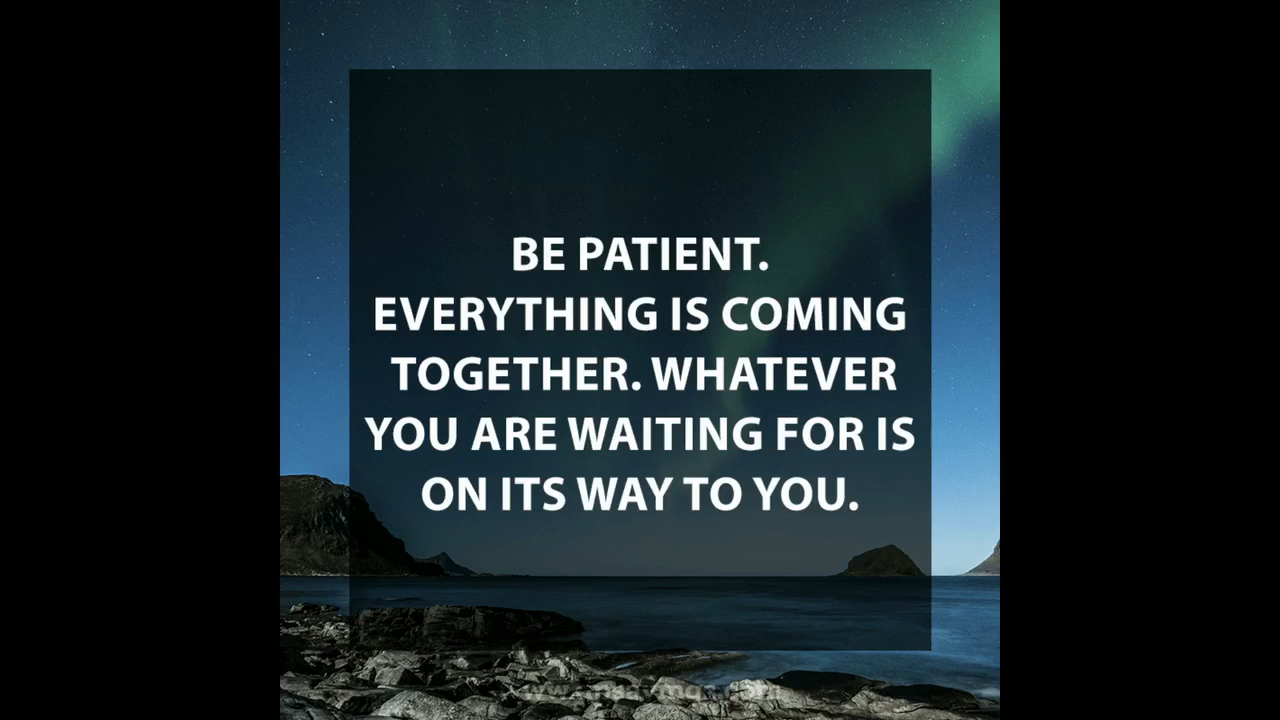 BE PATIENT.
EVERYTHING IS COMING
TOGETHER. WHATEVER
YOU ARE WAITING FOR IS
ON ITS WAY TO YOU.